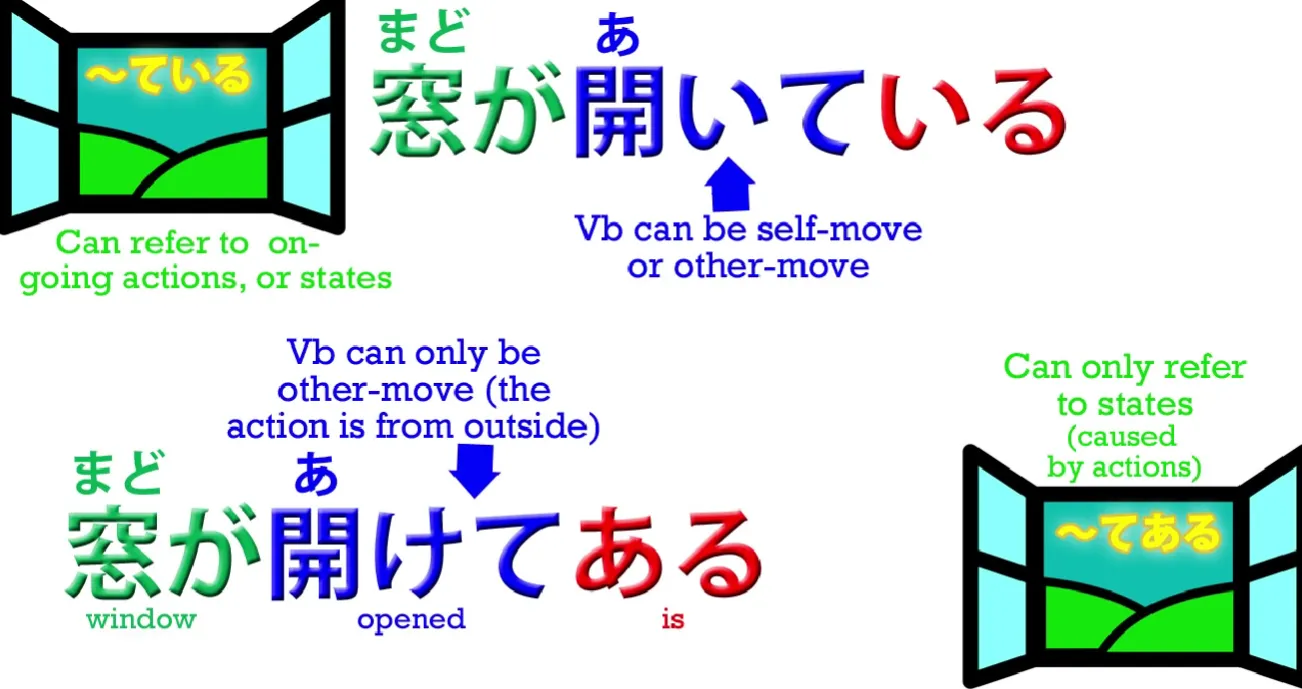 ~ている
まど あ
窓が開いている
Vb can be self-move
or other-move
Can refer to on-
going actions, or states
Vb can only be
other-move (the
action is from outside)
まど あ
窓が開けてある
window opened is
Can only refer
to states
(caused
by actions)
~てある